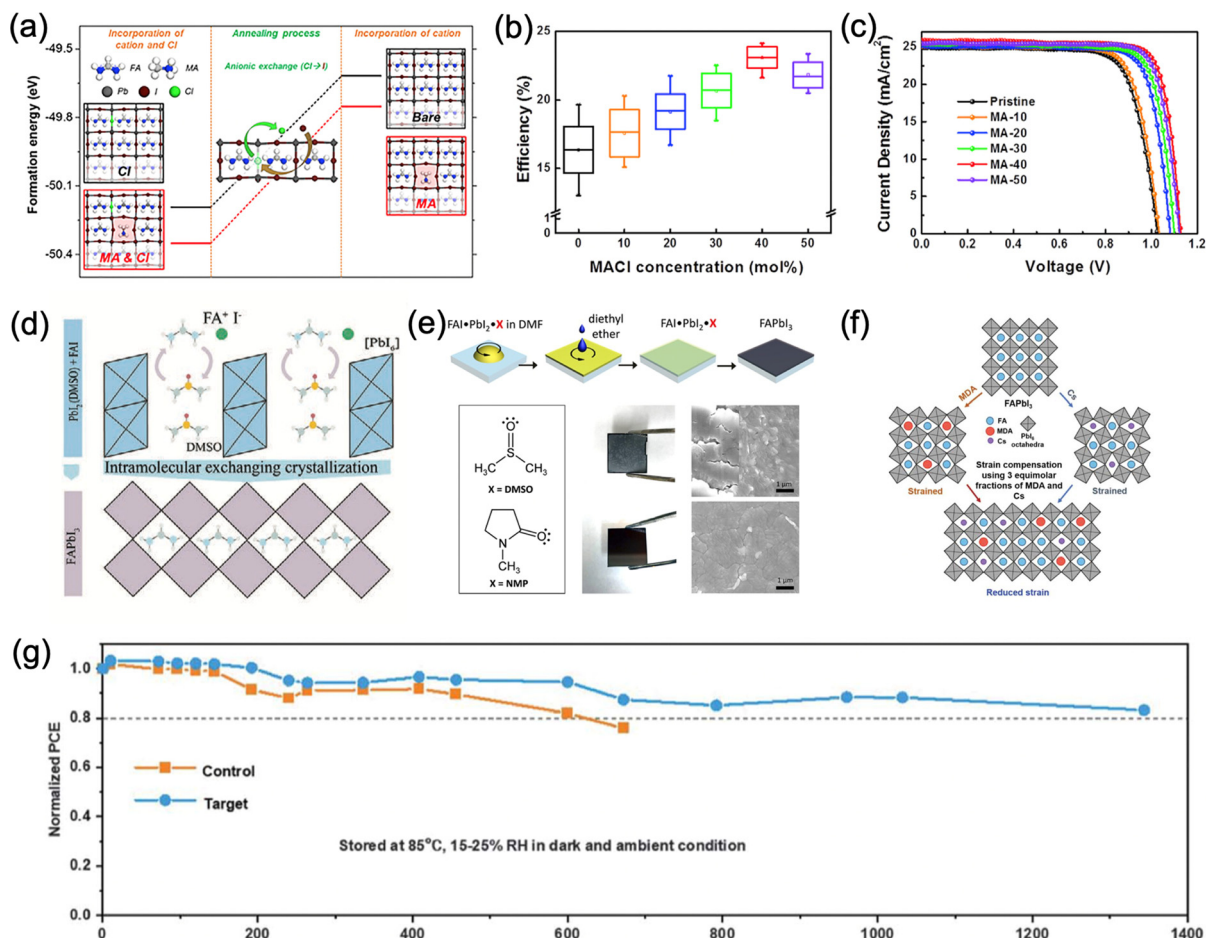 (a)
Incorporation of
cation and Cl
Annealing process
Incorporation of cation
Anionic exchange (Cl→I)
-49.5
-49.8
-50.1
-50.4
Formation energy (eV)
FA
MA
Pb
I
Cl
Cl
MA & Cl
Bare
MA
(b)
25
20
15
1
0
Efficiency (%)
0
10
20
30
40
50
MACl concentration (mol%)
(c)
30
25
20
15
10
5
0
Current Density (mA/cm²)
Pristine
MA-10
MA-20
MA-30
MA-40
MA-50
0.0
0.2
0.4
0.6
0.8
1.0
1.2
Voltage (V)
(d)
PbI₂(DMSO) + FAI
FA⁺ I⁻
[PbI₆]
DMSO
Intramolecular exchanging crystallization
FAPbI₃
(e)
FAI•PbI₂•X in DMF
diethyl
ether
FAI•PbI₂•X
FAPbI₃
:O:
S
H₃C
CH₃
X = DMSO
O:
N
CH₃
X = NMP
1 µm
1 µm
(f)
FAPbI₃
MDA
Cs
FA
MDA
Cs
PbI₆
octahedra
Strain compensation
using 3 equimolar
fractions of MDA and
Cs
Strained
Strained
Reduced strain
(g)
1.0
0.8
0.6
0.4
0.2
0.0
Normalized PCE
Control
Target
Stored at 85℃, 15-25% RH in dark and ambient condition
0
200
400
600
800
1000
1200
1400